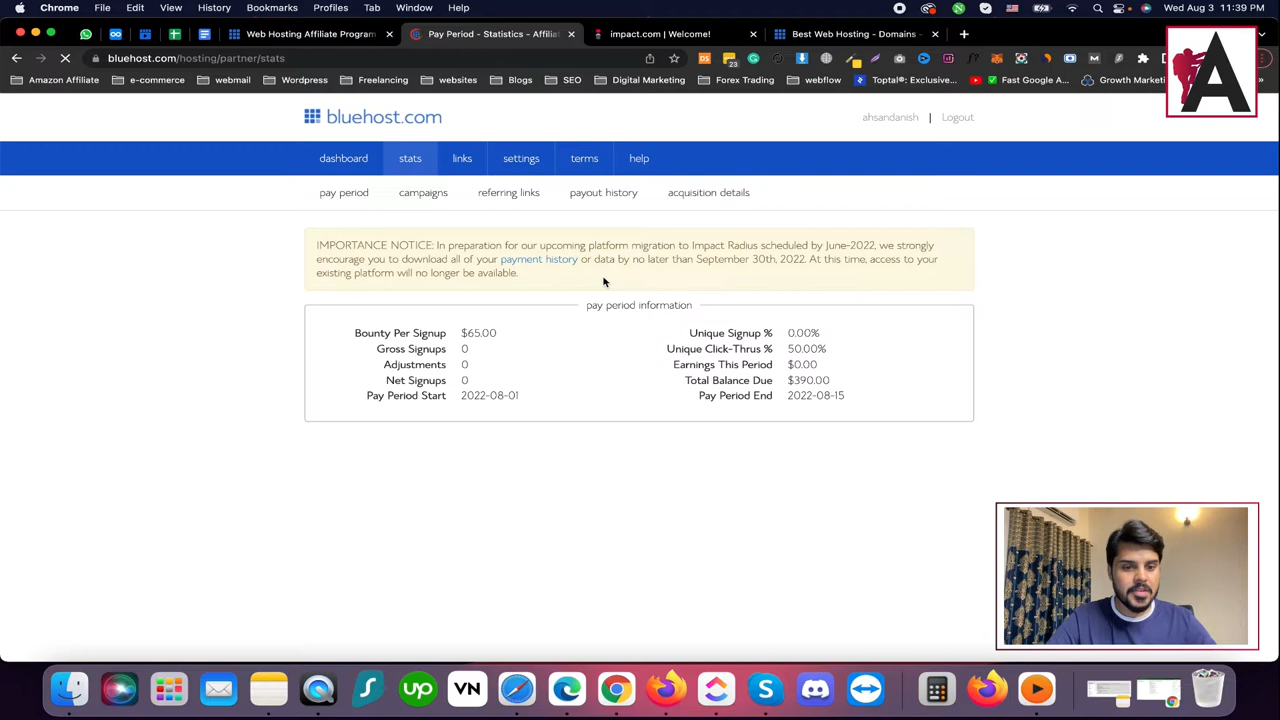 Chrome File Edit View History Bookmarks Profiles Tab Window Help Wed Aug 3 11:39 PM
Web Hosting Affiliate Program Pay Period - Statistics - Affilia impact.com | Welcome! Best Web Hosting - Domains -
bluehost.com/hosting/partner/stats
Amazon Affiliate e-commerce webmail Wordpress Freelancing websites Blogs SEO Digital Marketing Forex Trading webflow Toptal®: Exclusive... Fast Google A... Growth Market
A
bluehost.com ahsandanish | Logout
dashboard stats links settings terms help
pay period campaigns referring links payout history acquisition details
IMPORTANCE NOTICE: In preparation for our upcoming platform migration to Impact Radius scheduled by June-2022, we strongly
encourage you to download all of your payment history or data by no later than September 30th, 2022. At this time, access to your
existing platform will no longer be available.
pay period information
Bounty Per Signup $65.00 Unique Signup % 0.00%
Gross Signups 0 Unique Click-Thrus % 50.00%
Adjustments 0 Earnings This Period $0.00
Net Signups 0 Total Balance Due $390.00
Pay Period Start 2022-08-01 Pay Period End 2022-08-15
up VN